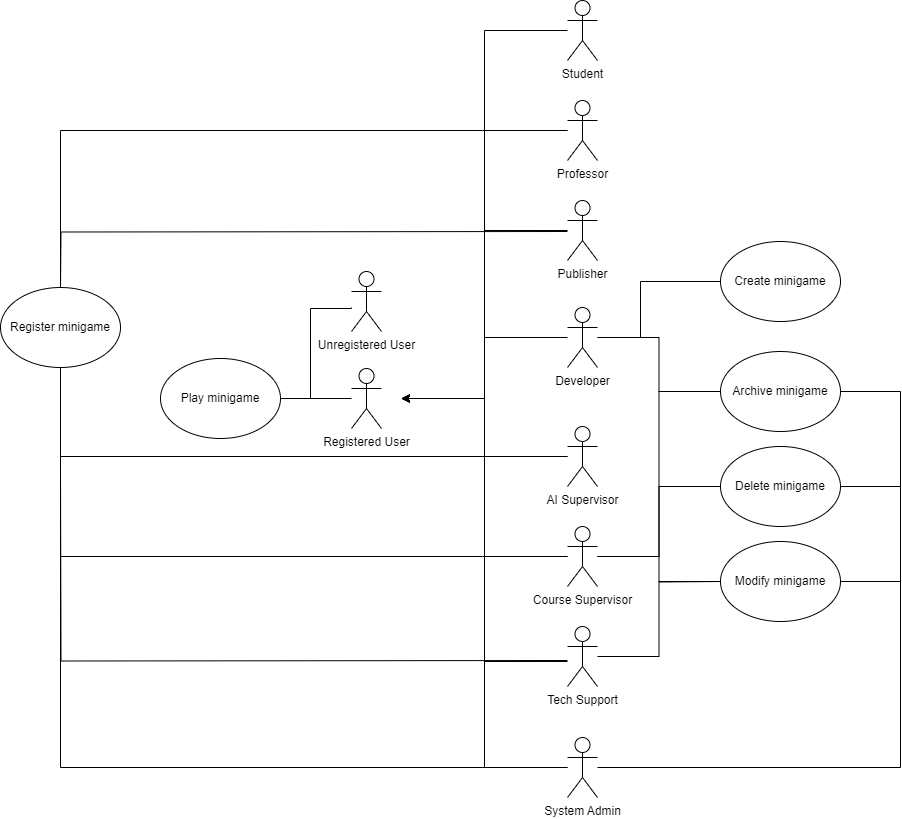 Student
Professor
Publisher
Create minigame
Register minigame
Unregistered User
Developer
Archive minigame
Play minigame
Registered User
AI Supervisor
Delete minigame
Course Supervisor
Modify minigame
Tech Support
System Admin